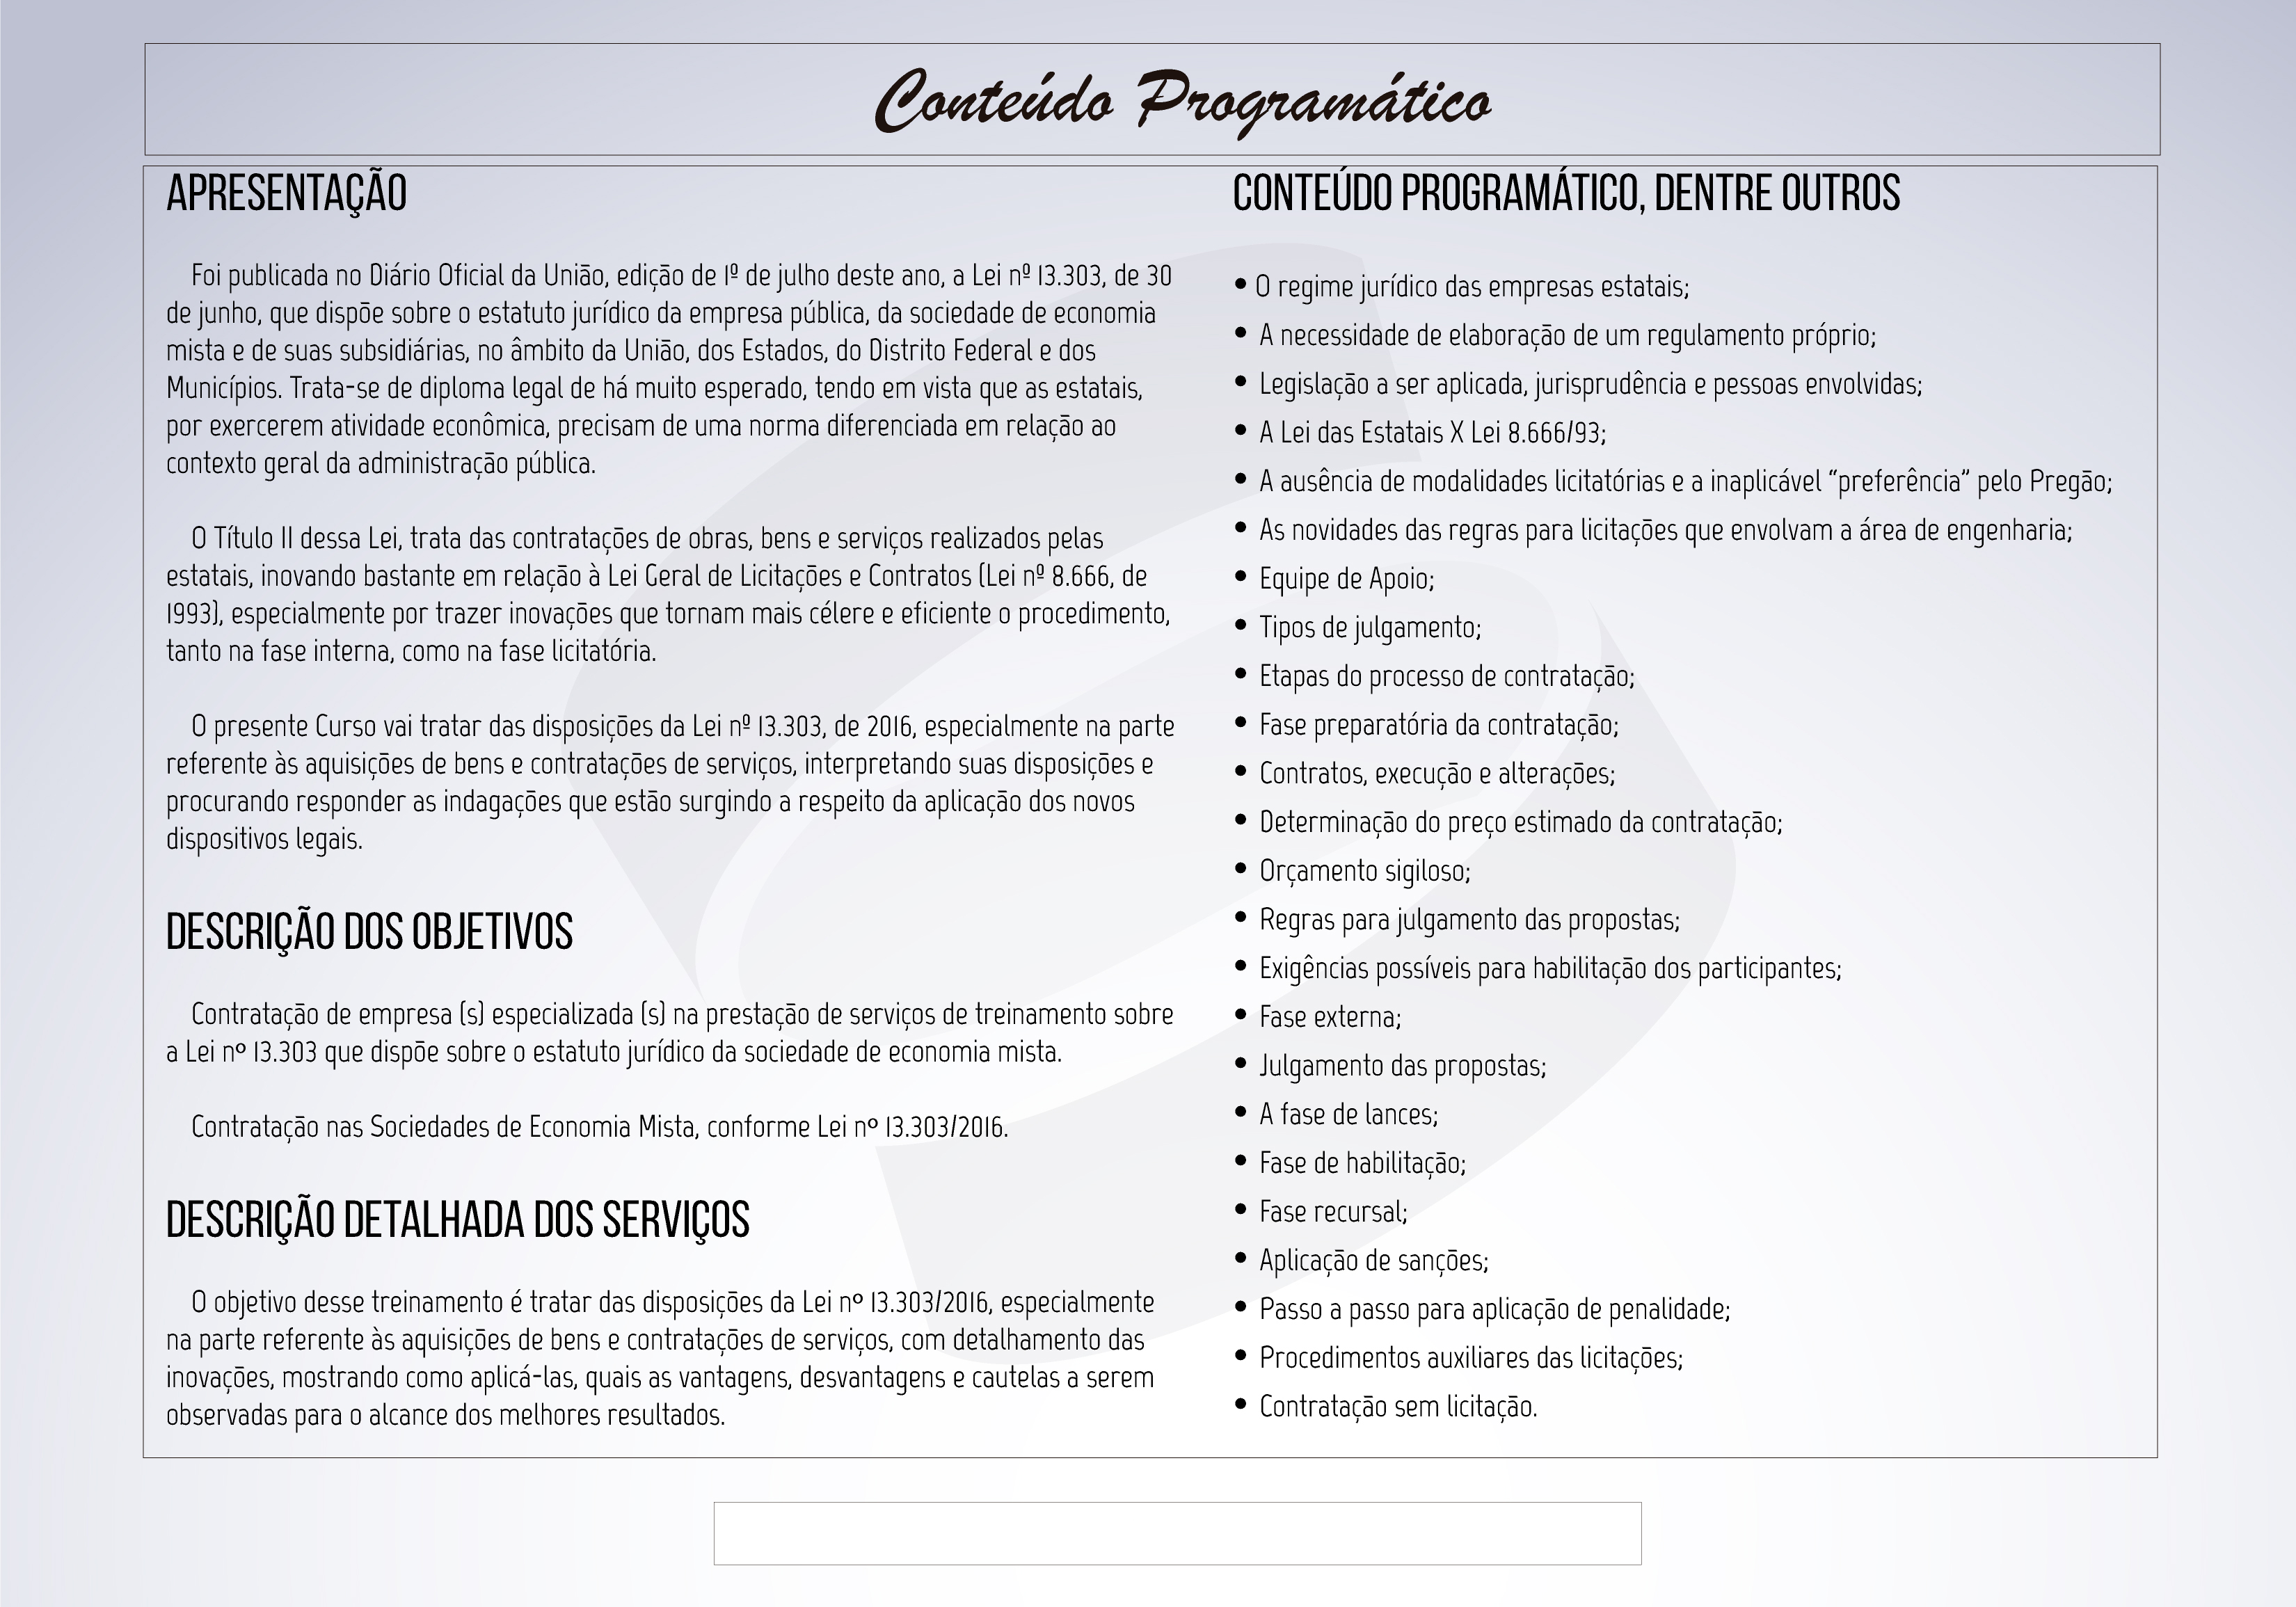 Conteúdo Programático
APRESENTAÇÃO
Foi publicada no Diário Oficial da União, edição de 1º de julho deste ano, a Lei nº 13.303, de 30
de junho, que dispõe sobre o estatuto jurídico da empresa pública, da sociedade de economia
mista e de suas subsidiárias, no âmbito da União, dos Estados, do Distrito Federal e dos
Municípios. Trata-se de diploma legal de há muito esperado, tendo em vista que as estatais,
por exercerem atividade econômica, precisam de uma norma diferenciada em relação ao
contexto geral da administração pública.
O Título II dessa Lei, trata das contratações de obras, bens e serviços realizados pelas
estatais, inovando bastante em relação à Lei Geral de Licitações e Contratos (Lei nº 8.666, de
1993), especialmente por trazer inovações que tornam mais célere e eficiente o procedimento,
tanto na fase interna, como na fase licitatória.
O presente Curso vai tratar das disposições da Lei nº 13.303, de 2016, especialmente na parte
referente às aquisições de bens e contratações de serviços, interpretando suas disposições e
procurando responder as indagações que estão surgindo a respeito da aplicação dos novos
dispositivos legais.
DESCRIÇÃO DOS OBJETIVOS
Contratação de empresa (s) especializada (s) na prestação de serviços de treinamento sobre
a Lei nº 13.303 que dispõe sobre o estatuto jurídico da sociedade de economia mista.
Contratação nas Sociedades de Economia Mista, conforme Lei nº 13.303/2016.
DESCRIÇÃO DETALHADA DOS SERVIÇOS
O objetivo desse treinamento é tratar das disposições da Lei nº 13.303/2016, especialmente
na parte referente às aquisições de bens e contratações de serviços, com detalhamento das
inovações, mostrando como aplicá-las, quais as vantagens, desvantagens e cautelas a serem
observadas para o alcance dos melhores resultados.
CONTEÚDO PROGRAMÁTICO, DENTRE OUTROS
• O regime jurídico das empresas estatais;
• A necessidade de elaboração de um regulamento próprio;
• Legislação a ser aplicada, jurisprudência e pessoas envolvidas;
• A Lei das Estatais X Lei 8.666/93;
• A ausência de modalidades licitatórias e a inaplicável “preferência” pelo Pregão;
• As novidades das regras para licitações que envolvam a área de engenharia;
• Equipe de Apoio;
• Tipos de julgamento;
• Etapas do processo de contratação;
• Fase preparatória da contratação;
• Contratos, execução e alterações;
• Determinação do preço estimado da contratação;
• Orçamento sigiloso;
• Regras para julgamento das propostas;
• Exigências possíveis para habilitação dos participantes;
• Fase externa;
• Julgamento das propostas;
• A fase de lances;
• Fase de habilitação;
• Fase recursal;
• Aplicação de sanções;
• Passo a passo para aplicação de penalidade;
• Procedimentos auxiliares das licitações;
• Contratação sem licitação.